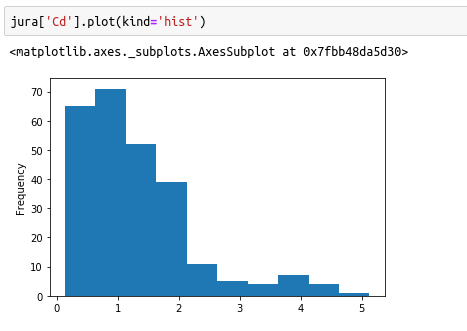 jura['Cd'].plot(kind='hist')
<matplotlib.axes._subplots.AxesSubplot at 0x7fbb48da5d30>
70
60
50
40
30
20
10
0
Frequency
0 1 2 3 4 5